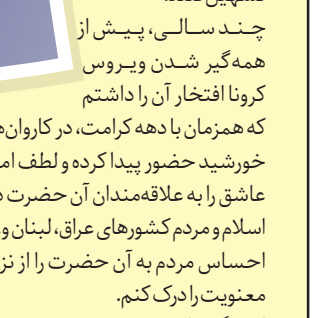 چند سالی، پیش از
همه‌گیر شدن ویروس
کرونا افتخار آن را داشتم
که همزمان با دهه کرامت، در کاروان‌ه
خورشید حضور پیدا کرده و لطف اما
عاشق را به علاقه‌مندان آن حضرت د
اسلام و مردم کشورهای عراق، لبنان و
احساس مردم به آن حضرت را از نز
معنویت را درک کنم.